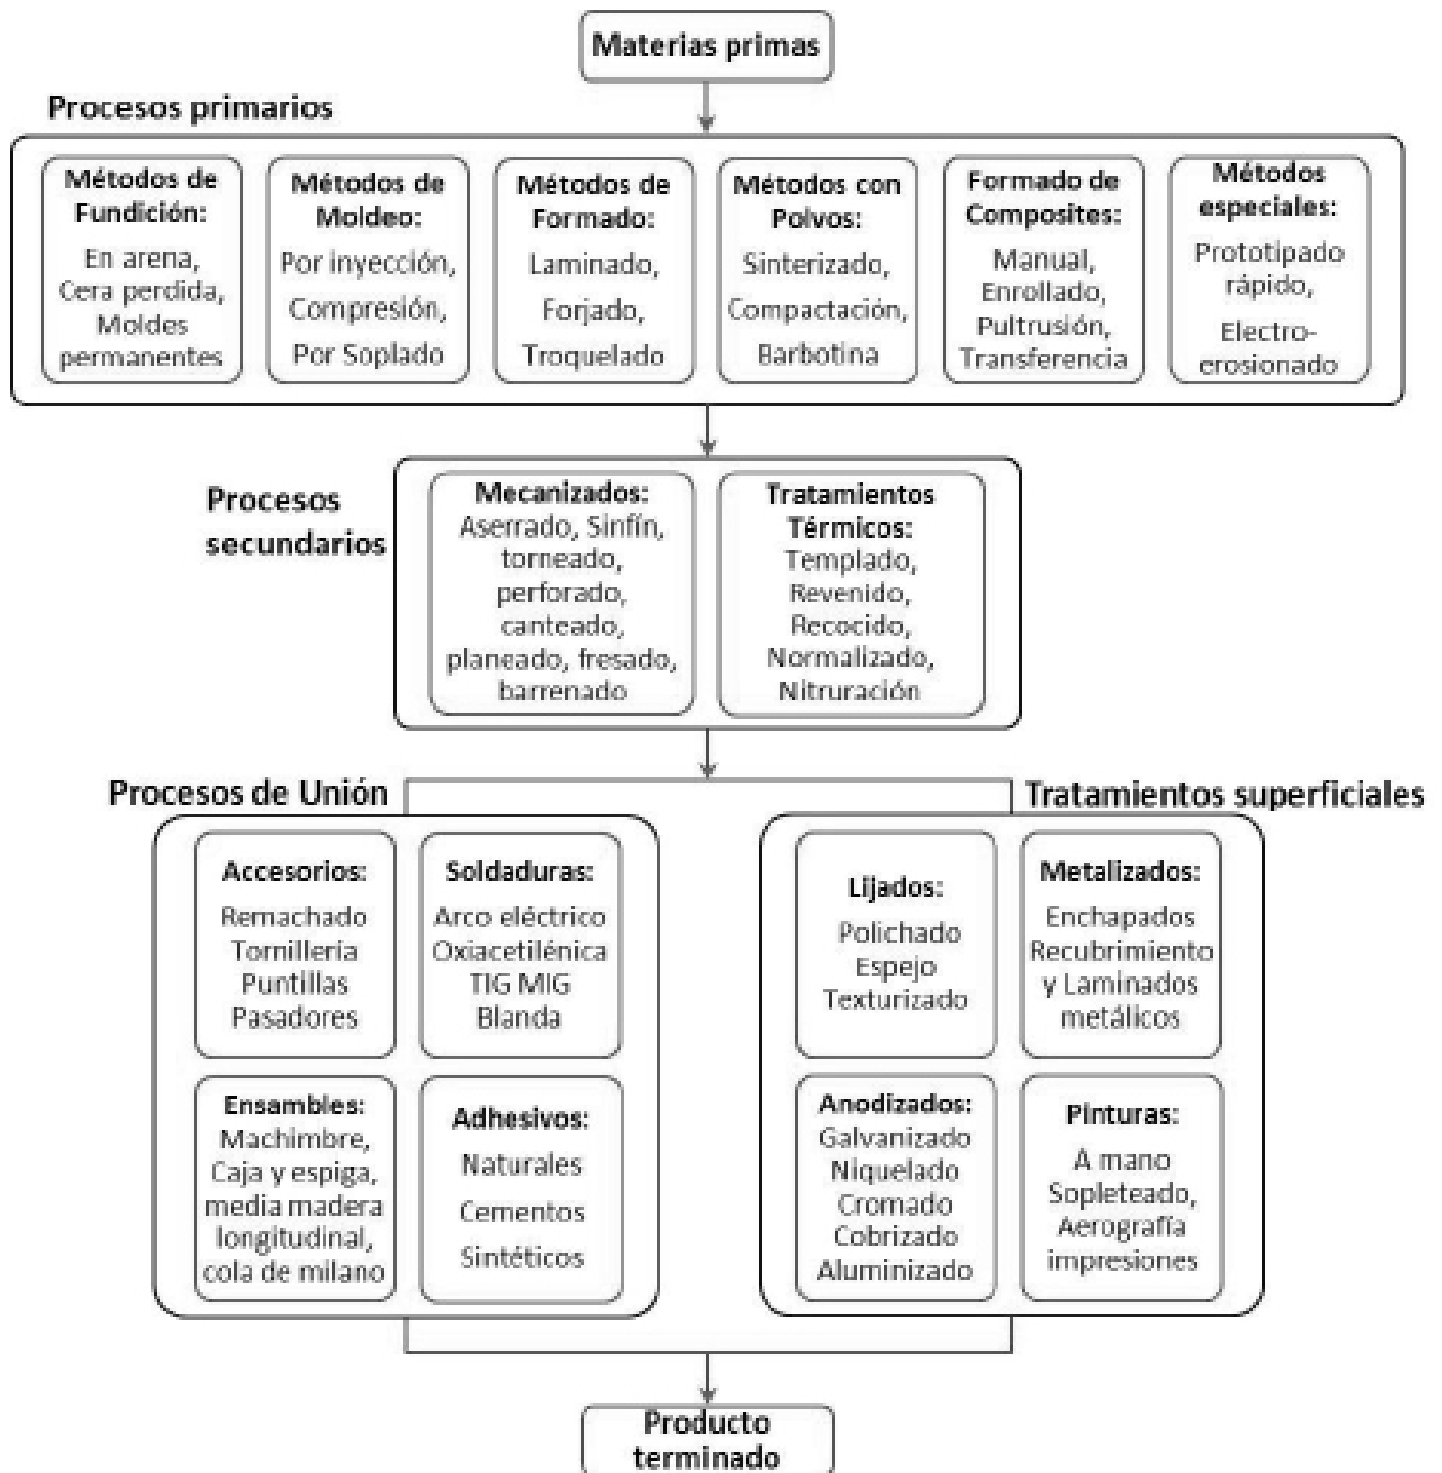 Materias primas
Procesos primarios
Métodos de
Fundición:
En arena,
Cera perdida,
Moldes
permanentes
Métodos de
Moldeo:
Por inyección,
Compresión,
Por Soplado
Métodos de
Formado:
Laminado,
Forjado,
Troquelado
Métodos con
Polvos:
Sinterizado,
Compactación,
Barbotina
Formado de
Composites:
Manual,
Enrollado,
Pultrusión,
Transferencia
Métodos
especiales:
Prototipado
rápido,
Electro-
erosionado
Procesos
secundarios
Mecanizados:
Aserrado, Sinfín,
torneado,
perforado,
canteado,
planeado, fresado,
barrenado
Tratamientos
Térmicos:
Templado,
Revenido,
Recocido,
Normalizado,
Nitruración
Procesos de Unión
Accesorios:
Remachado
Tornillería
Puntillas
Pasadores
Soldaduras:
Arco eléctrico
Oxiacetilénica
TIG MIG
Blanda
Ensambles:
Machimbre,
Caja y espiga,
media madera
longitudinal,
cola de milano
Adhesivos:
Naturales
Cementos
Sintéticos
Tratamientos superficiales
Lijados:
Polichado
Espejo
Texturizado
Metalizados:
Enchapados
Recubrimiento
y Laminados
metálicos
Anodizados:
Galvanizado
Niquelado
Cromado
Cobrizado
Aluminizado
Pinturas:
A mano
Sopleteado,
Aerografía
impresiones
Producto
terminado